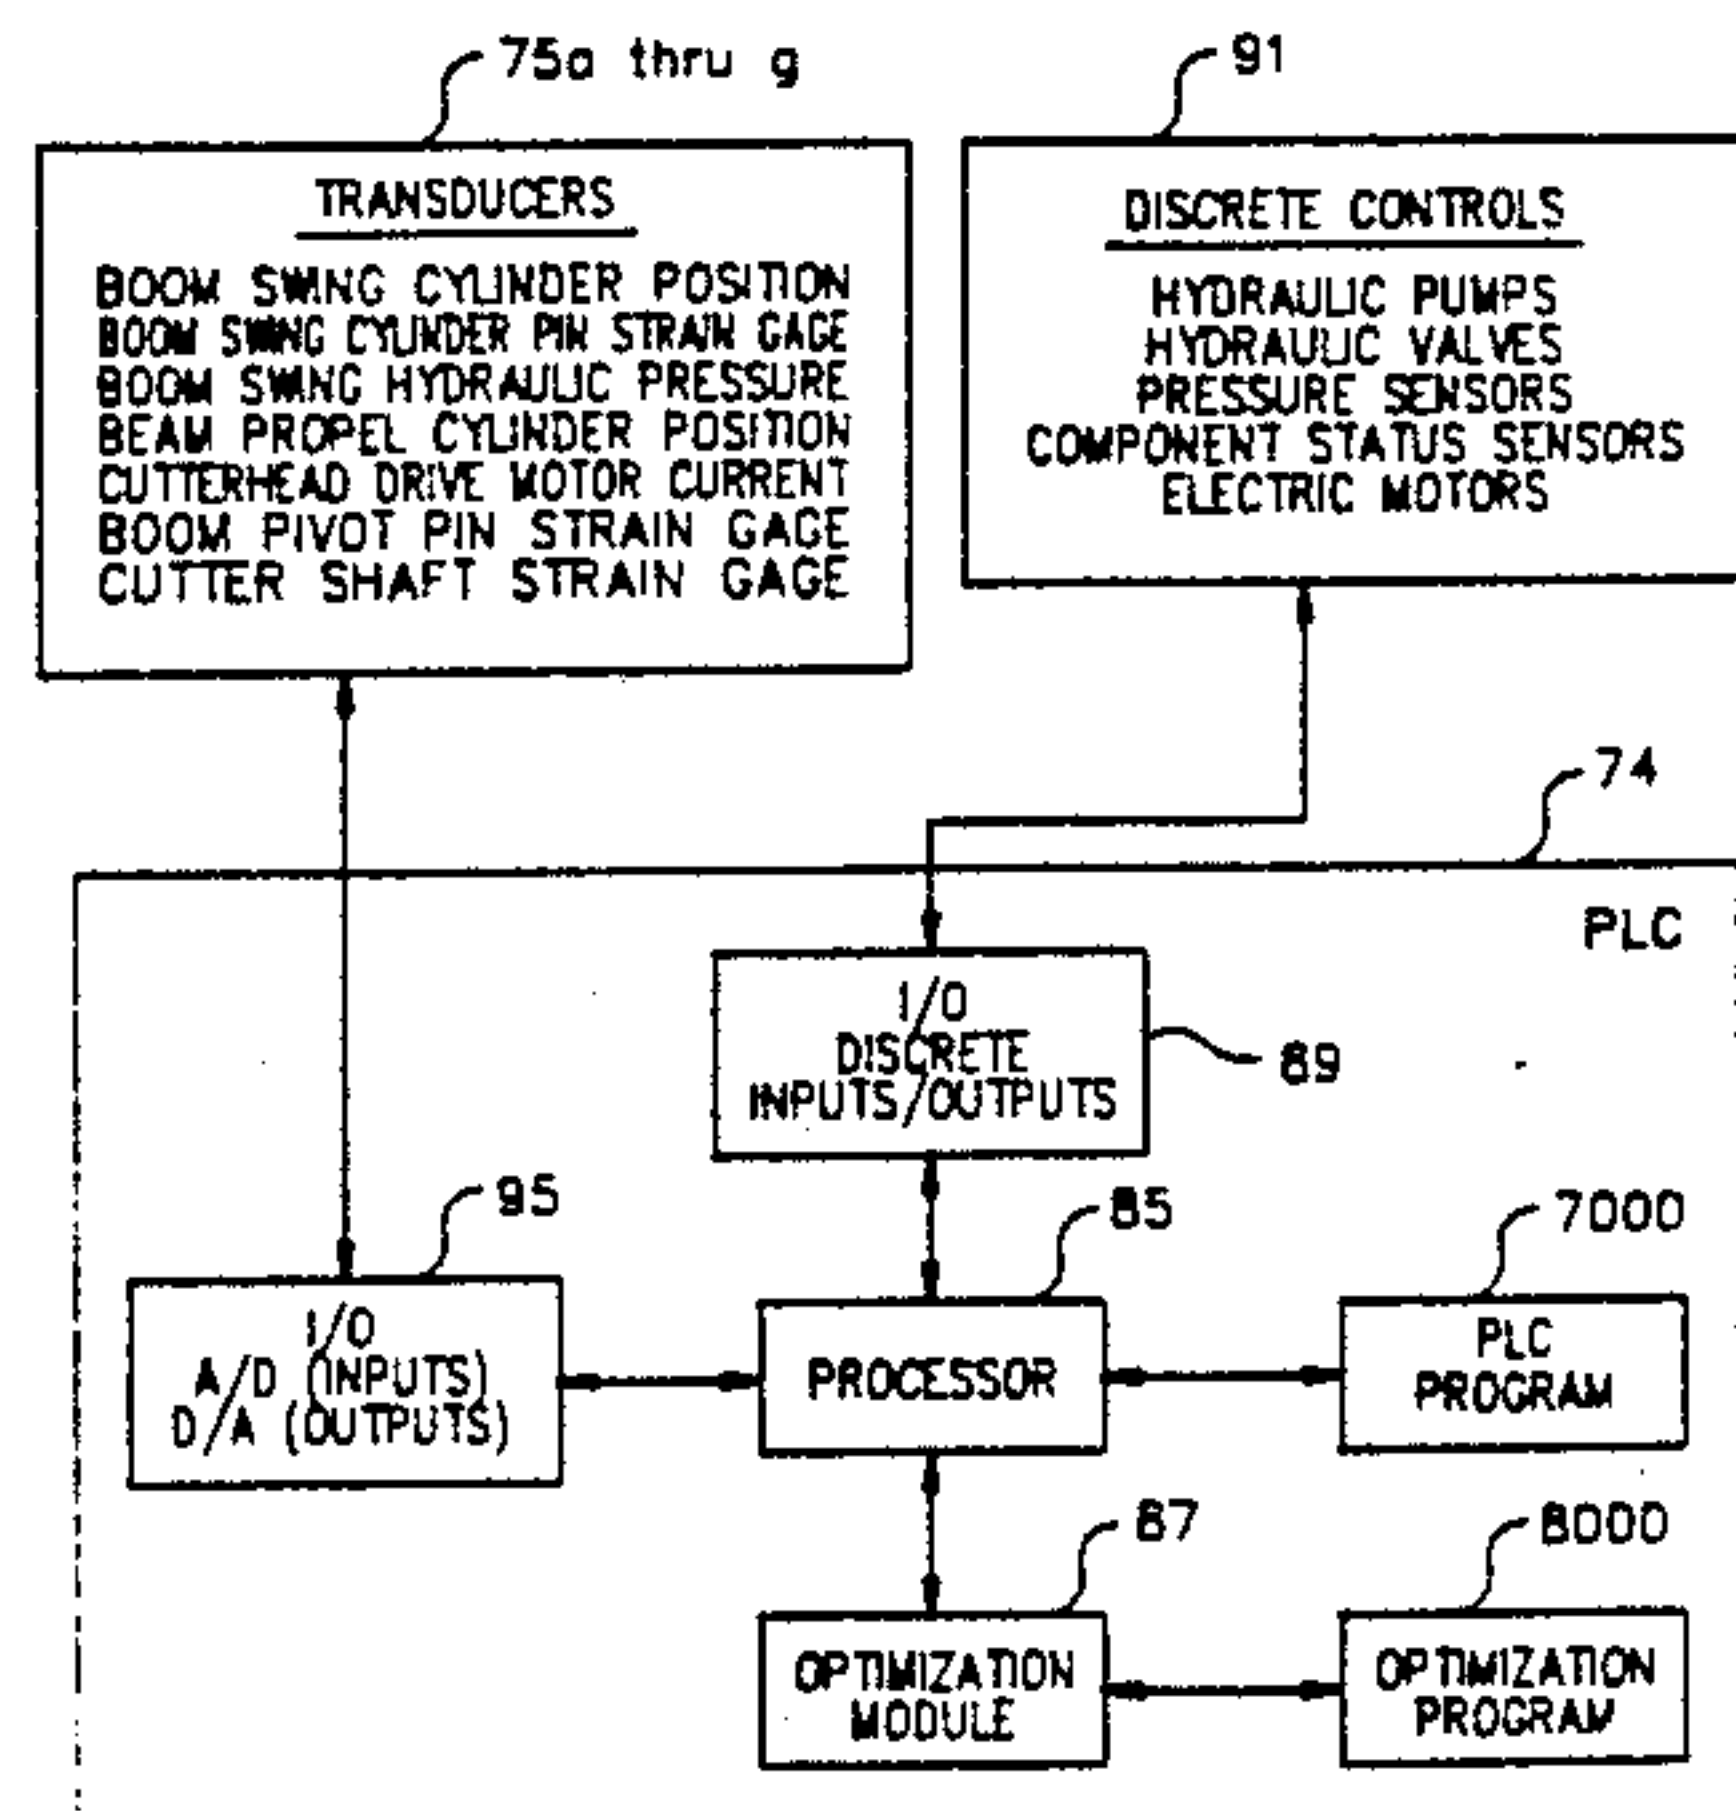 75a thru g
TRANSDUCERS
BOOM SWING CYLINDER POSITION
BOOM SWING CYLINDER PIN STRAIN GAGE
BOOM SWING HYDRAULIC PRESSURE
BEAM PROPEL CYLINDER POSITION
CUTTERHEAD DRIVE MOTOR CURRENT
BOOM PIVOT PIN STRAIN GAGE
CUTTER SHAFT STRAIN GAGE
91
DISCRETE CONTROLS
HYDRAULIC PUMPS
HYDRAULIC VALVES
PRESSURE SENSORS
COMPONENT STATUS SENSORS
ELECTRIC MOTORS
74
PLC
I/O
DISCRETE
INPUTS/OUTPUTS
89
95
I/O
A/D (INPUTS)
D/A (OUTPUTS)
85
PROCESSOR
7000
PLC
PROGRAM
87
OPTIMIZATION
MODULE
8000
OPTIMIZATION
PROGRAM